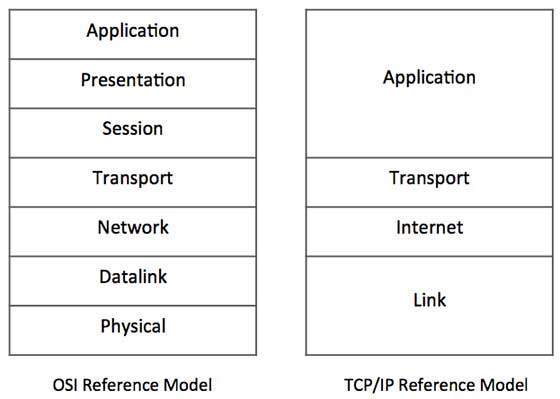 Application
Presentation
Session
Transport
Network
Datalink
Physical
OSI Reference Model
Application
Transport
Internet
Link
TCP/IP Reference Model